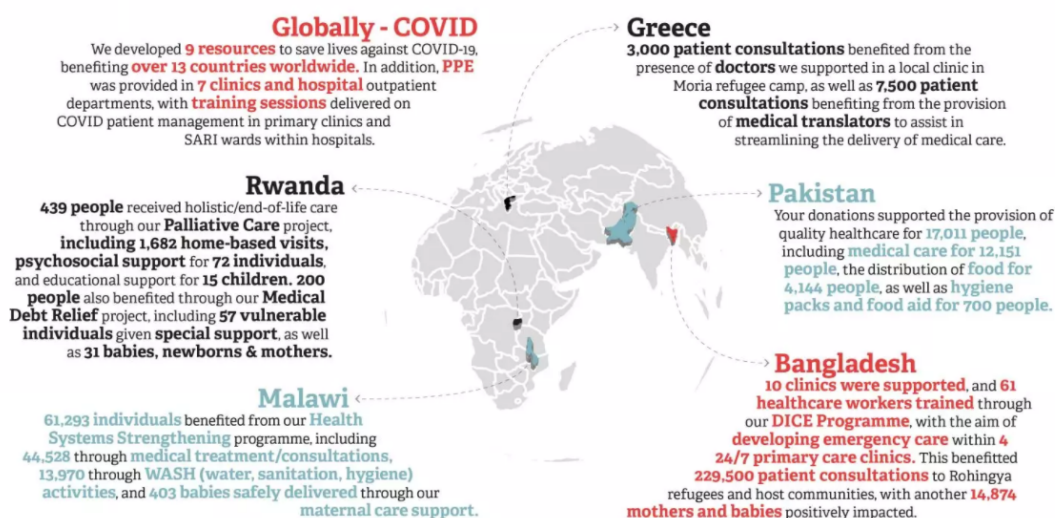 Globally - COVID
We developed 9 resources to save lives against COVID-19,
benefiting over 13 countries worldwide. In addition, PPE
was provided in 7 clinics and hospital outpatient
departments, with training sessions delivered on
COVID patient management in primary clinics and
SARI wards within hospitals.
Greece
3,000 patient consultations benefited from the
presence of doctors we supported in a local clinic in
Moria refugee camp, as well as 7,500 patient
consultations benefiting from the provision
of medical translators to assist in
streamlining the delivery of medical care.
Rwanda
439 people received holistic/end-of-life care
through our Palliative Care project,
including 1,682 home-based visits,
psychosocial support for 72 individuals,
and educational support for 15 children. 200
people also benefited through our Medical
Debt Relief project, including 57 vulnerable
individuals given special support, as well
as 31 babies, newborns & mothers.
Pakistan
Your donations supported the provision of
quality healthcare for 17,011 people,
including medical care for 12,151
people, the distribution of food for
4,144 people, as well as hygiene
packs and food aid for 700 people.
Malawi
61,293 individuals benefited from our Health
Systems Strengthening programme, including
44,528 through medical treatment/consultations,
13,970 through WASH (water, sanitation, hygiene)
activities, and 403 babies safely delivered through our
maternal care support.
Bangladesh
10 clinics were supported, and 61
healthcare workers trained through
our DICE Programme, with the aim of
developing emergency care within 4
24/7 primary care clinics. This benefitted
229,500 patient consultations to Rohingya
refugees and host communities, with another 14,874
mothers and babies positively impacted.